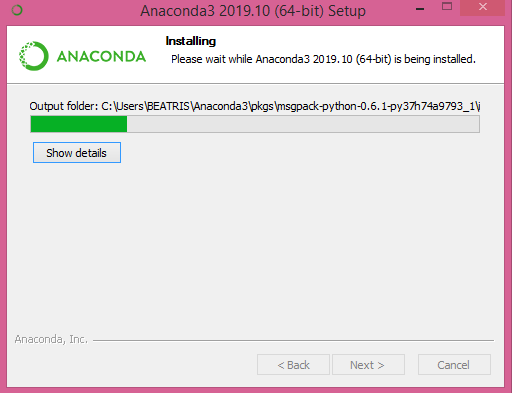 Anaconda3 2019.10 (64-bit) Setup
ANACONDA
Installing
Please wait while Anaconda3 2019.10 (64-bit) is being installed.
Output folder: C:\Users\BEATRIS\Anaconda3\pkgs\msgpack-python-0.6.1-py37h74a9793_1\i
Show details
Anaconda, Inc.
< Back
Next >
Cancel